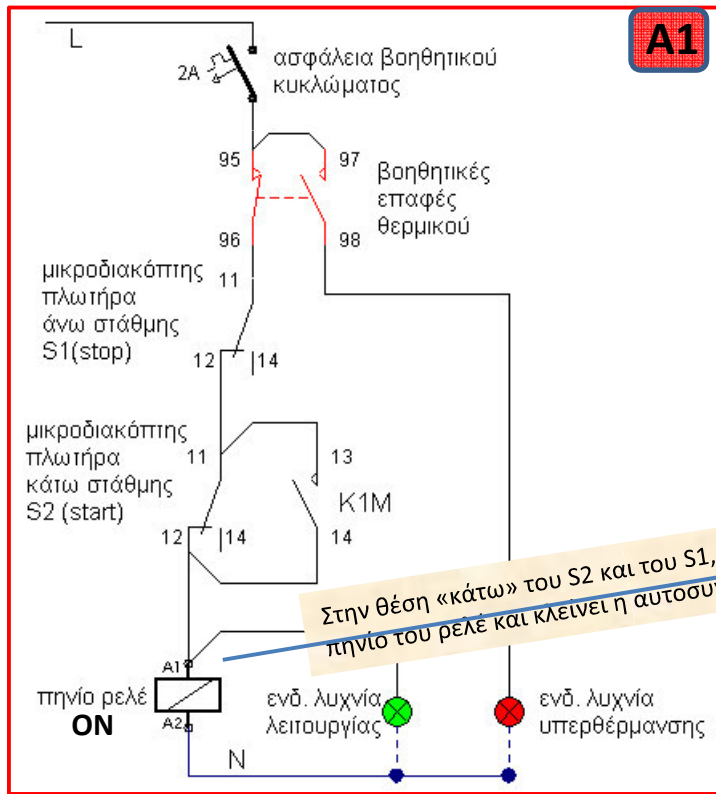 A1
L
2A
ασφάλεια βοηθητικού
κυκλώματος
95
97
βοηθητικές
επαφές
θερμικού
96
98
μικροδιακόπτης
πλωτήρα
άνω στάθμης
S1(stop)
11
12
14
μικροδιακόπτης
πλωτήρα
κάτω στάθμης
S2 (start)
11
13
K1M
12
14
14
Στην θέση «κάτω» του S2 και του S1,
πηνίο του ρελέ και κλείνει η αυτοσυ
A1
πηνίο ρελέ
ON
A2
ενδ. λυχνία
λειτουργίας
ενδ. λυχνία
υπερθέρμανσης
N